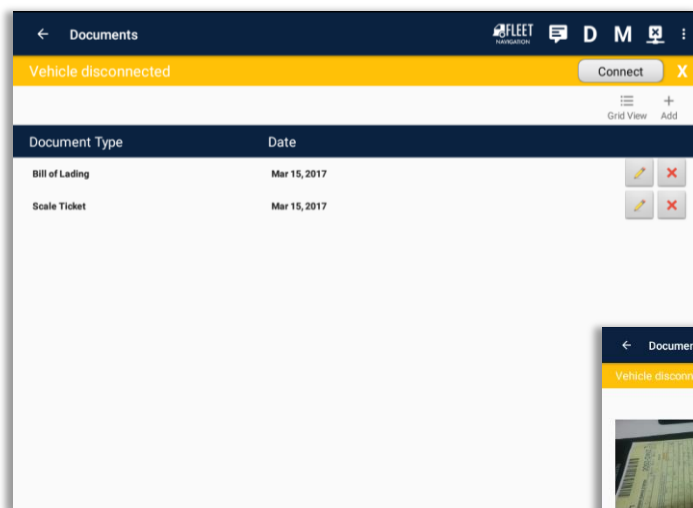 Documents
FLEET
NAVIGATION
D M
Vehicle disconnected
Connect X
Grid View Add
Document Type Date
Bill of Lading Mar 15, 2017
Scale Ticket Mar 15, 2017
Documen
Vehicle disconn